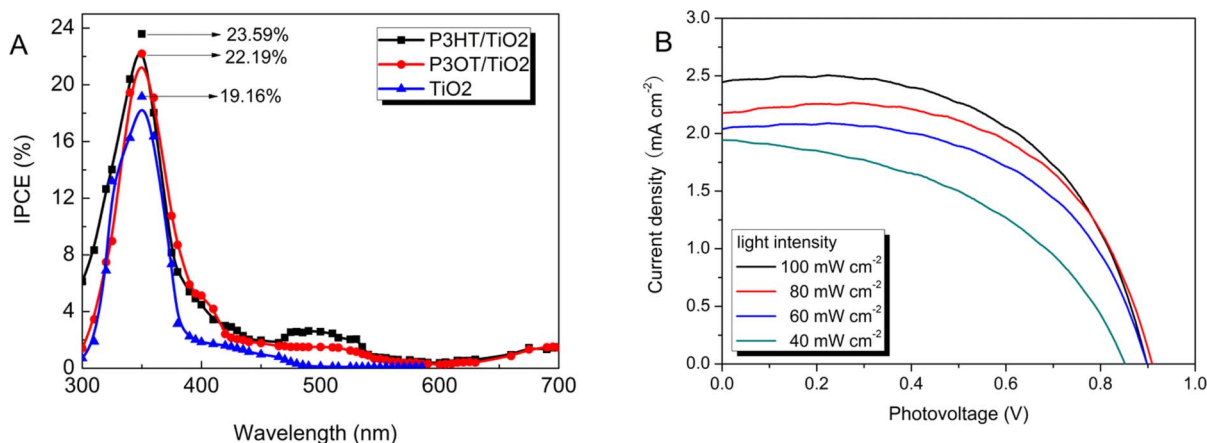 A
IPCE (%)
24
20
16
12
8
4
0
300
400
500
600
700
Wavelength (nm)
23.59%
22.19%
19.16%
P3HT/TiO2
P3OT/TiO2
TiO2
B
Current density (mA cm⁻²)
3.0
2.5
2.0
1.5
1.0
0.5
0.0
0.0
0.2
0.4
0.6
0.8
1.0
Photovoltage (V)
light intensity
100 mW cm⁻²
80 mW cm⁻²
60 mW cm⁻²
40 mW cm⁻²